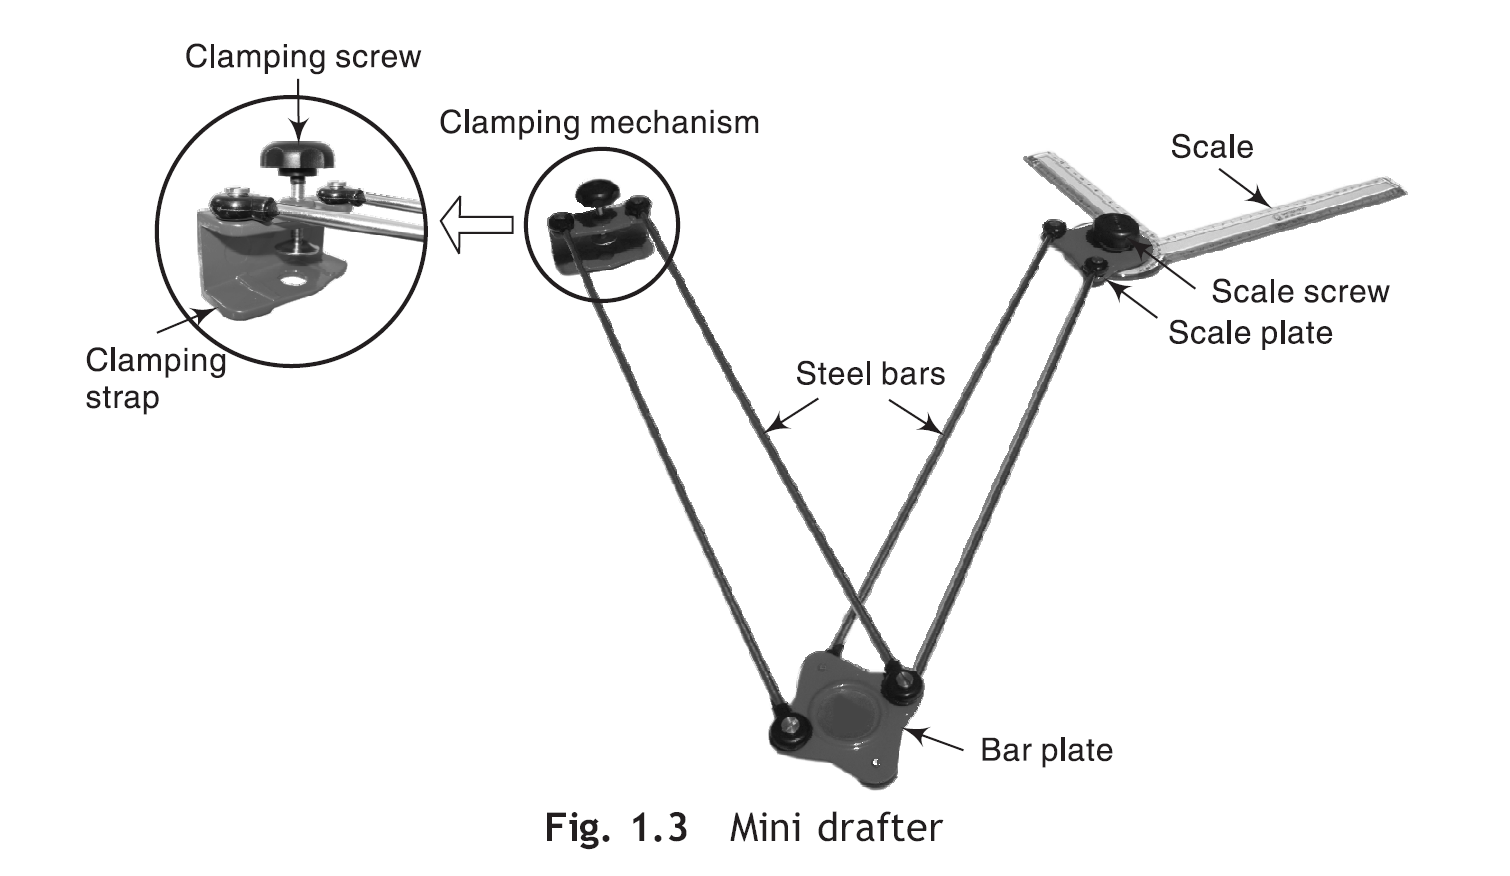 Clamping screw
Clamping mechanism
Scale
Scale screw
Scale plate
Clamping
strap
Steel bars
Bar plate
Fig. 1.3 Mini drafter